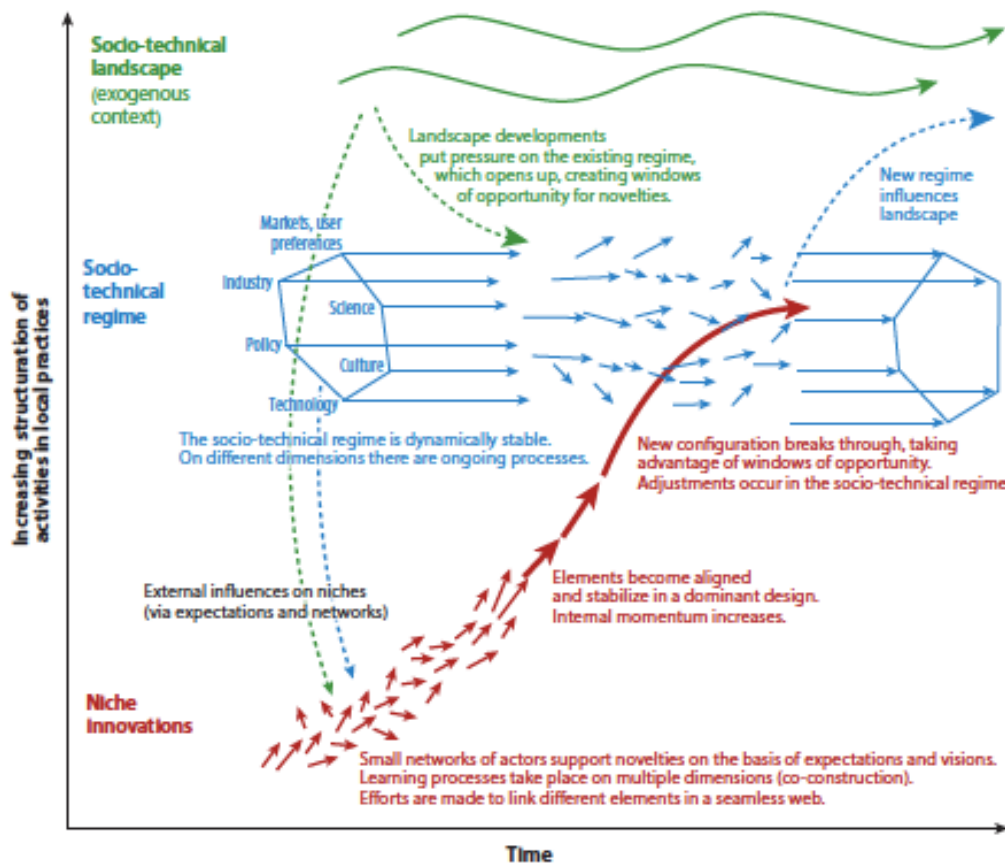 Socio-technical
landscape
(exogenous
context)
Landscape developments
put pressure on the existing regime,
which opens up, creating windows
of opportunity for novelties.
New regime
influences
landscape
Markets, user
preferences
Socio-
technical
regime
Industry
Science
Policy
Culture
Technology
The socio-technical regime is dynamically stable.
On different dimensions there are ongoing processes.
New configuration breaks through, taking
advantage of windows of opportunity.
Adjustments occur in the socio-technical regime
Increasing structuration of
activities in local practices
External influences on niches
(via expectations and networks)
Elements become aligned
and stabilize in a dominant design.
Internal momentum increases.
Niche
innovations
Small networks of actors support novelties on the basis of expectations and visions.
Learning processes take place on multiple dimensions (co-construction).
Efforts are made to link different elements in a seamless web.
Time